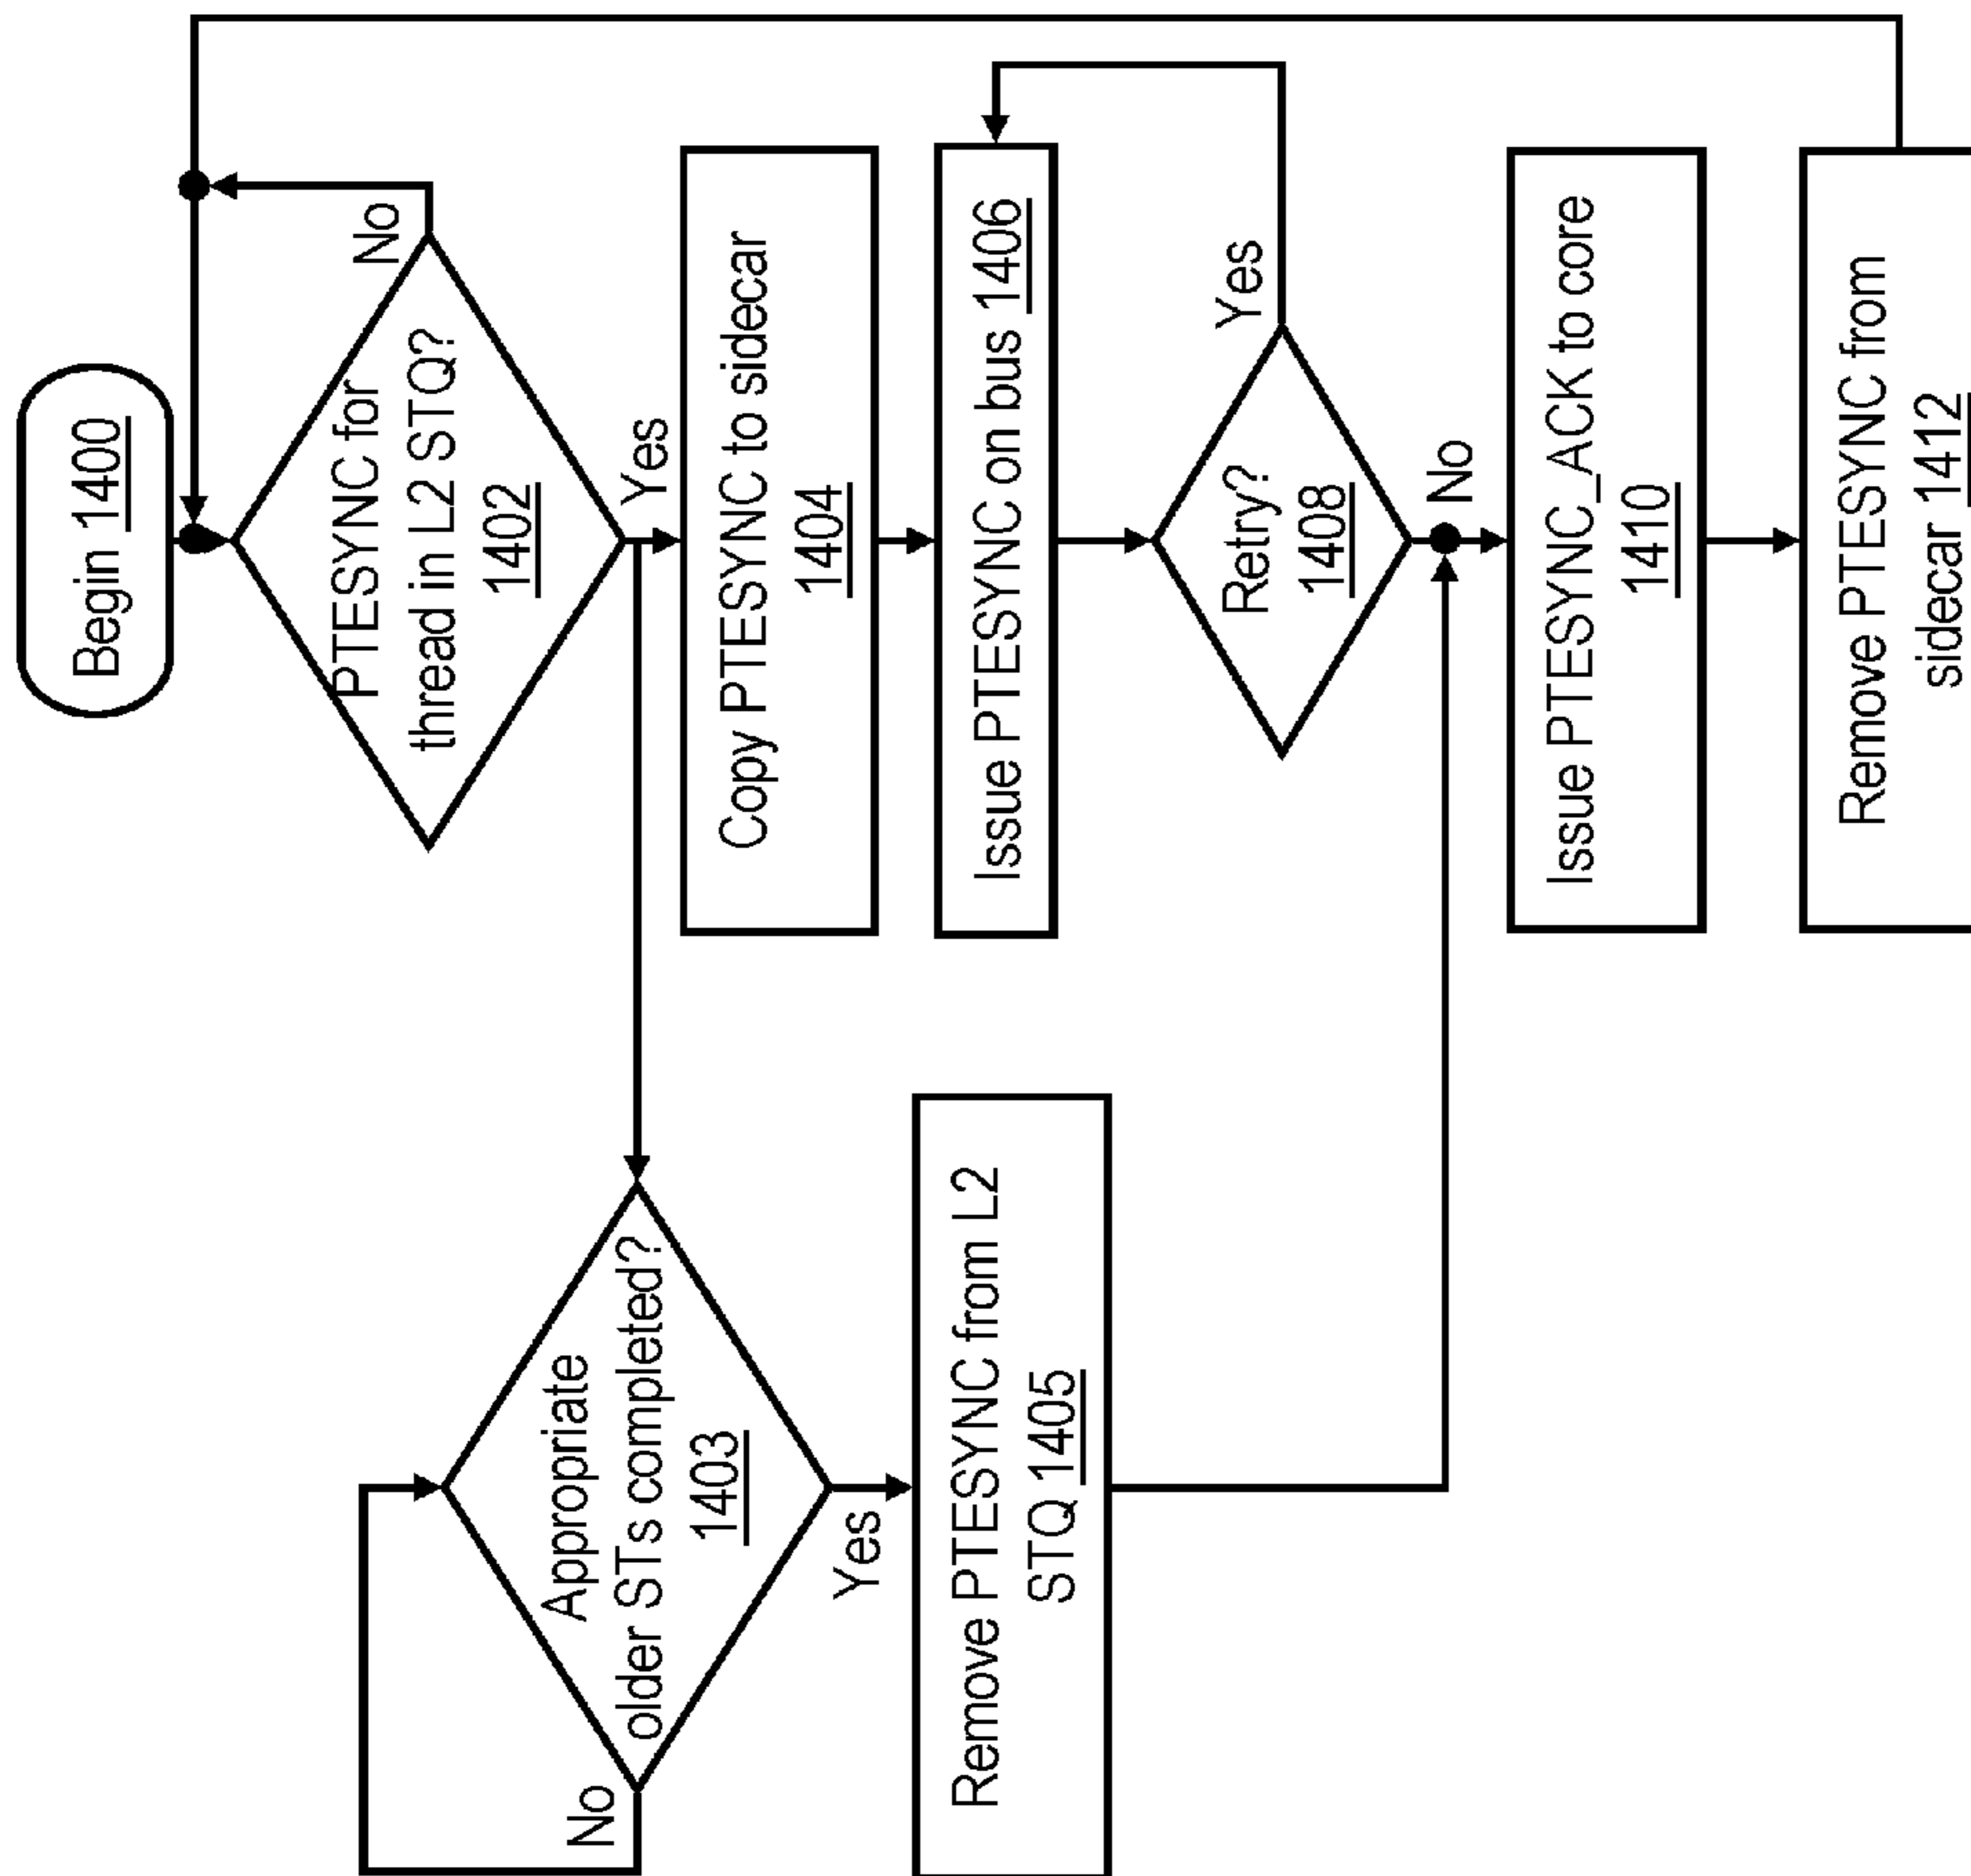 Begin 1400
PTESYNC for
thread in L2 STQ?
1402
No
Yes
Appropriate
older STs completed?
1403
No
Yes
Remove PTESYNC from L2
STQ 1405
Copy PTESYNC to sidecar
1404
Issue PTESYNC on bus 1406
Retry?
1408
Yes
No
Issue PTESYNC_ACK to core
1410
Remove PTESYNC from
sidecar 1412